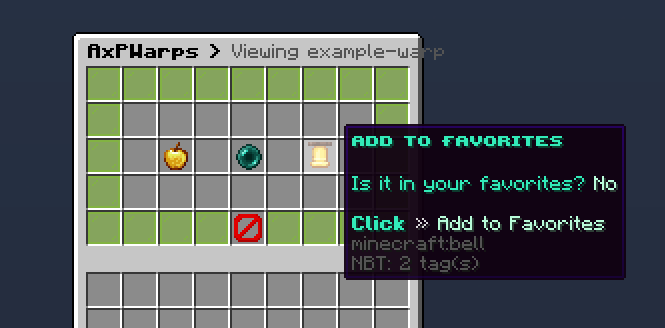 AxPWarps > Viewing example-warp
ADD TO FAVORITES
Is it in your favorites? No
Click » Add to Favorites
minecraft:bell
NBT: 2 tag(s)